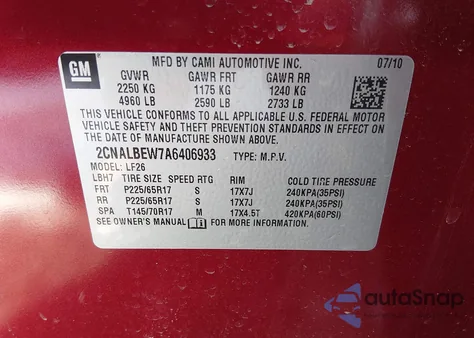 GM
MFD BY CAMI AUTOMOTIVE INC. 07/10
GVWR GAWR FRT GAWR RR
2250 KG 1175 KG 1240 KG
4960 LB 2590 LB 2733 LB
THIS VEHICLE CONFORMS TO ALL APPLICABLE U.S. FEDERAL MOTOR
VEHICLE SAFETY AND THEFT PREVENTION STANDARDS IN EFFECT ON
THE DATE OF MANUFACTURE SHOWN ABOVE.
2CNALBEW7A6406933 TYPE: M.P.V.
MODEL: LF26
LBH7 TIRE SIZE SPEED RTG RIM COLD TIRE PRESSURE
FRT P225/65R17 S 17X7J 240KPA(35PSI)
RR P225/65R17 S 17X7J 240KPA(35PSI)
SPA T145/70R17 M 17X4.5T 420KPA(60PSI)
SEE OWNER'S MANUAL FOR MORE INFORMATION.
autoSnap